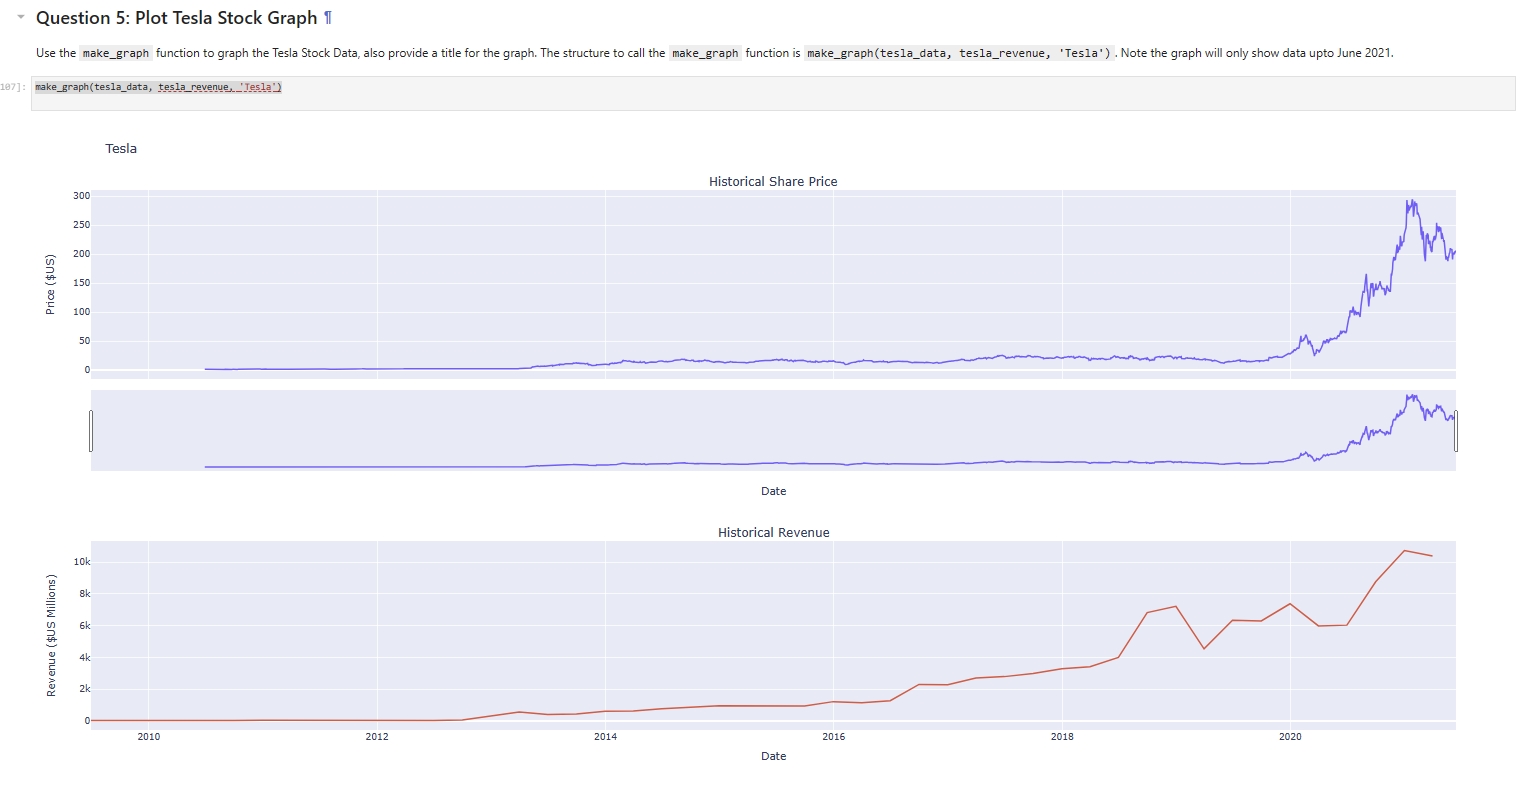 Question 5: Plot Tesla Stock Graph ¶
Use the make_graph function to graph the Tesla Stock Data, also provide a title for the graph. The structure to call the make_graph function is make_graph(tesla_data, tesla_revenue, 'Tesla') . Note the graph will only show data upto June 2021.
107]: make_graph(tesla_data, tesla_revenue, 'Tesla')
Tesla
Historical Share Price
Price ($US)
300
250
200
150
100
50
0
Date
Historical Revenue
Revenue ($US Millions)
10k
8k
6k
4k
2k
0
2010 2012 2014 2016 2018 2020
Date